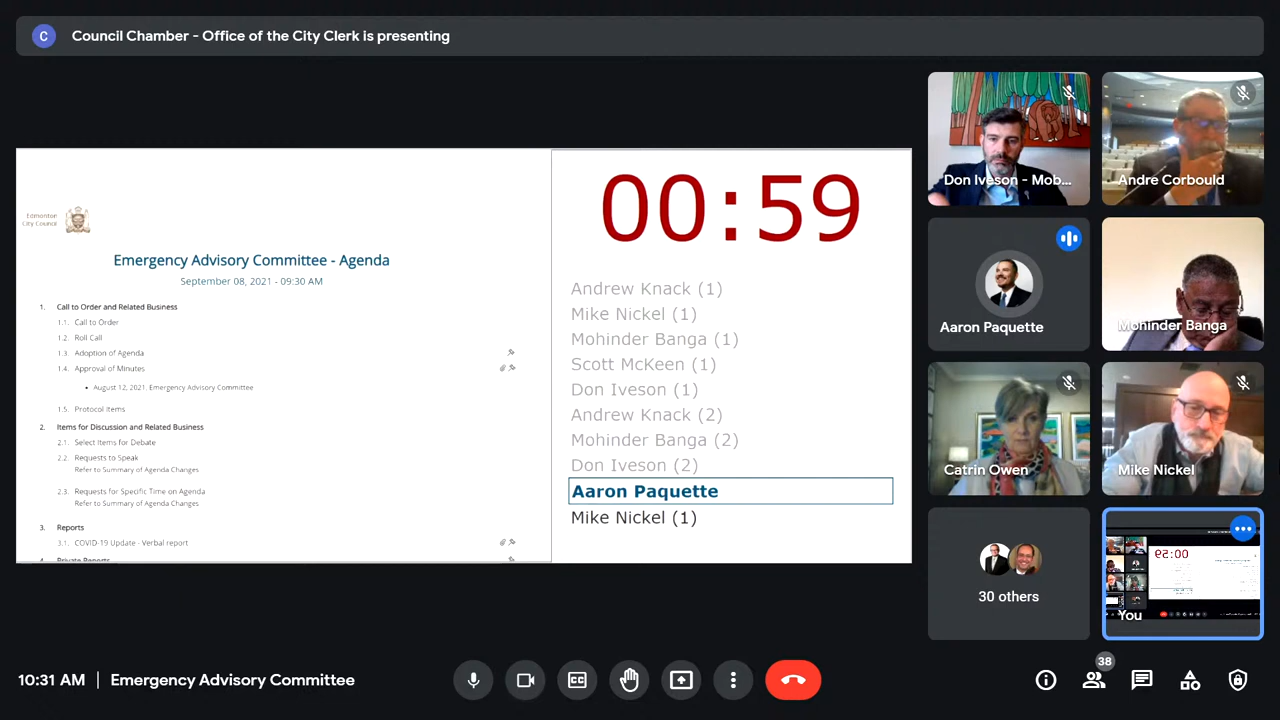 C
Council Chamber - Office of the City Clerk is presenting
Edmonton
City Council
Emergency Advisory Committee - Agenda
September 08, 2021 - 09:30 AM
1. Call to Order and Related Business
1.1. Call to Order
1.2. Roll Call
1.3. Adoption of Agenda
1.4. Approval of Minutes
• August 12, 2021, Emergency Advisory Committee
1.5. Protocol Items
2. Items for Discussion and Related Business
2.1. Select Items for Debate
2.2. Requests to Speak
Refer to Summary of Agenda Changes
2.3. Requests for Specific Time on Agenda
Refer to Summary of Agenda Changes
3. Reports
3.1. COVID-19 Update - Verbal report
4. Private Reports
00:59
Andrew Knack (1)
Mike Nickel (1)
Mohinder Banga (1)
Scott McKeen (1)
Don Iveson (1)
Andrew Knack (2)
Mohinder Banga (2)
Don Iveson (2)
Aaron Paquette
Mike Nickel (1)
Don Iveson - Mob...
Andre Corbould
Aaron Paquette
Mohinder Banga
Catrin Owen
Mike Nickel
30 others
00:59
You
10:31 AM | Emergency Advisory Committee
CC
38